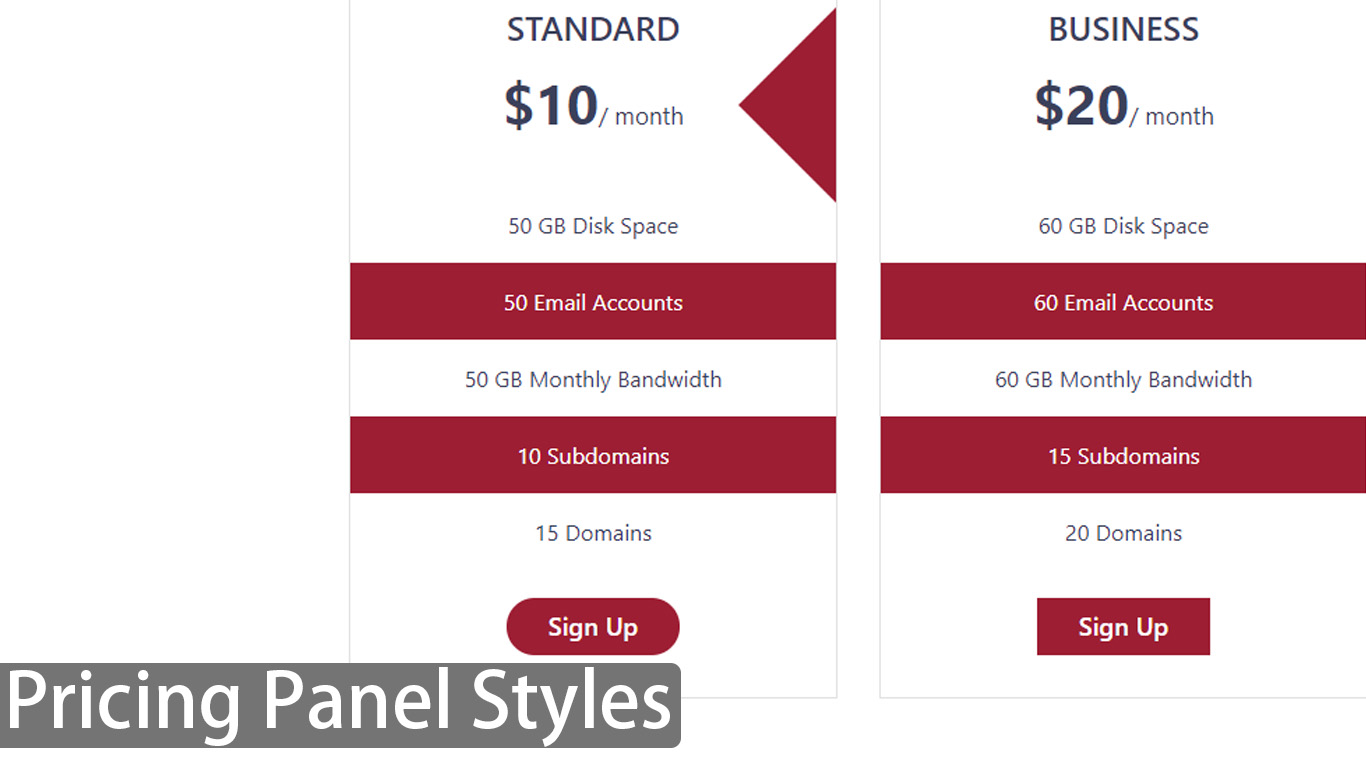 STANDARD
$10/ month
50 GB Disk Space
50 Email Accounts
50 GB Monthly Bandwidth
10 Subdomains
15 Domains
Sign Up
BUSINESS
$20/ month
60 GB Disk Space
60 Email Accounts
60 GB Monthly Bandwidth
15 Subdomains
20 Domains
Sign Up
Pricing Panel Styles